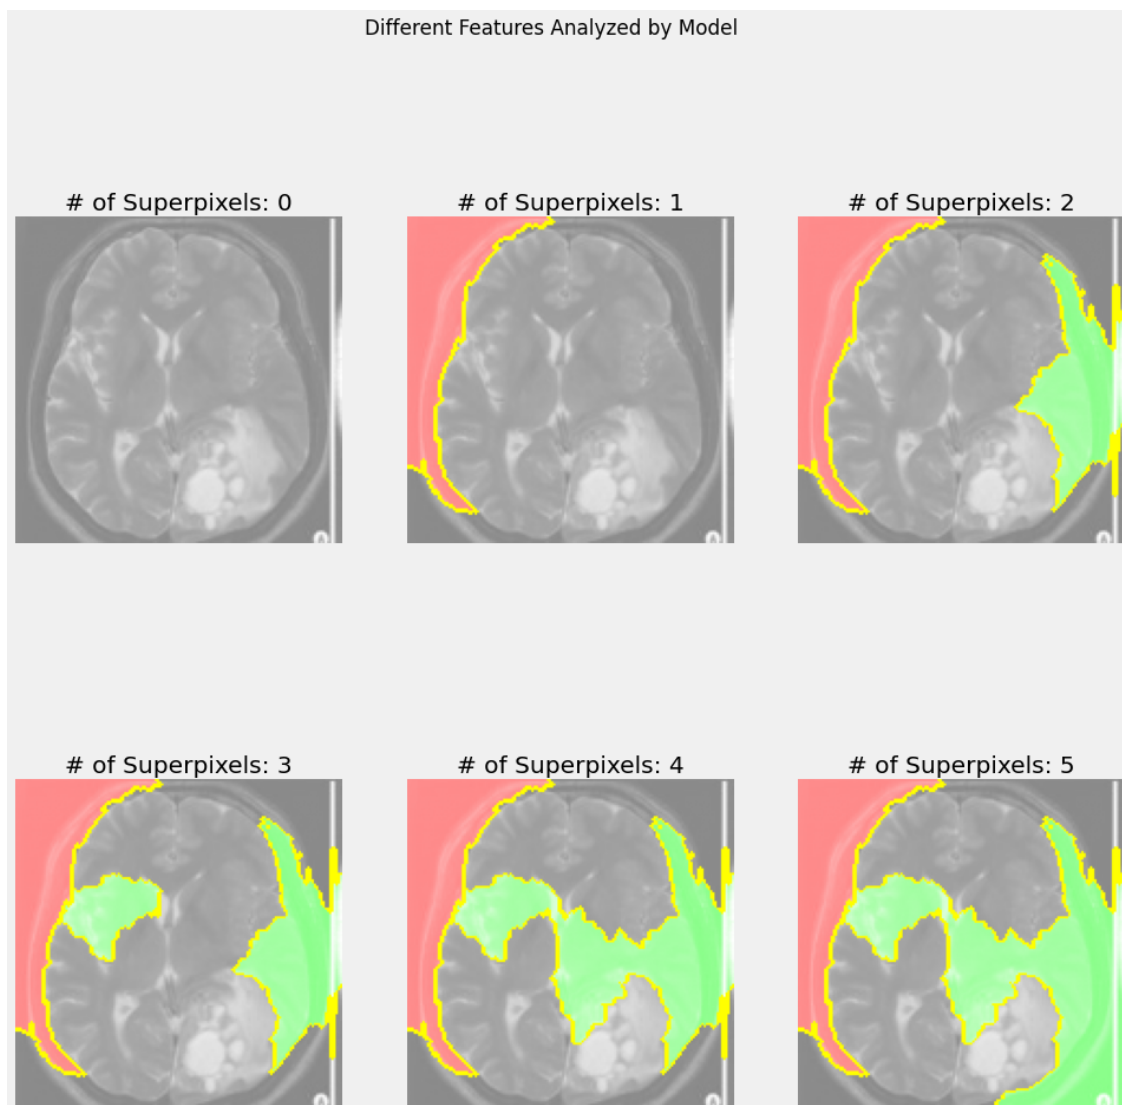 Different Features Analyzed by Model
# of Superpixels: 0
# of Superpixels: 1
# of Superpixels: 2
# of Superpixels: 3
# of Superpixels: 4
# of Superpixels: 5